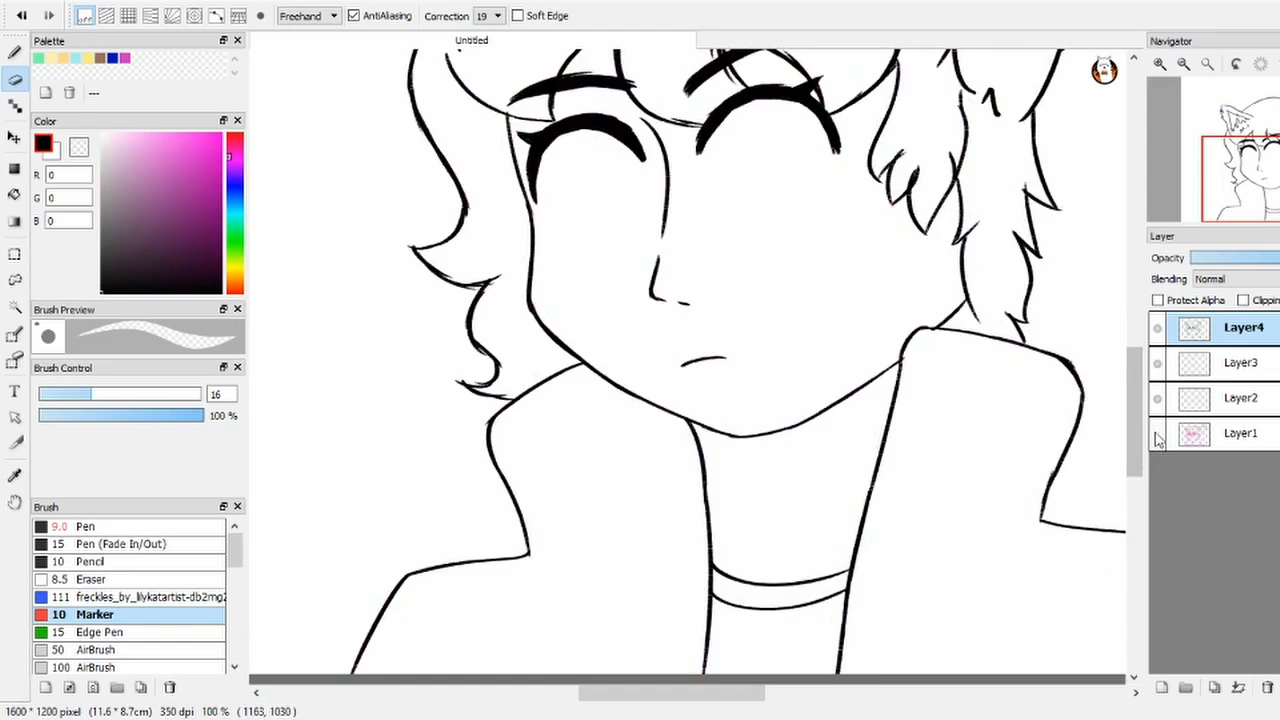 Freehand AntiAliasing Correction 19 Soft Edge
Palette
Untitled
Navigator
---
Color
R 0
G 0
B 0
Layer
Opacity
Blending Normal
Protect Alpha
Layer4
Layer3
Layer2
Layer1
Brush Preview
Brush Control
16
100 %
Brush
9.0 Pen
15 Pen (Fade In/Out)
10 Pencil
8.5 Eraser
111 freckles_by_lilykatartist-db2mg2
10 Marker
15 Edge Pen
50 AirBrush
100 AirBrush
T
1600 * 1200 pixel (11.6 * 8.7cm) 350 dpi 100 % ( 1163, 1030 )